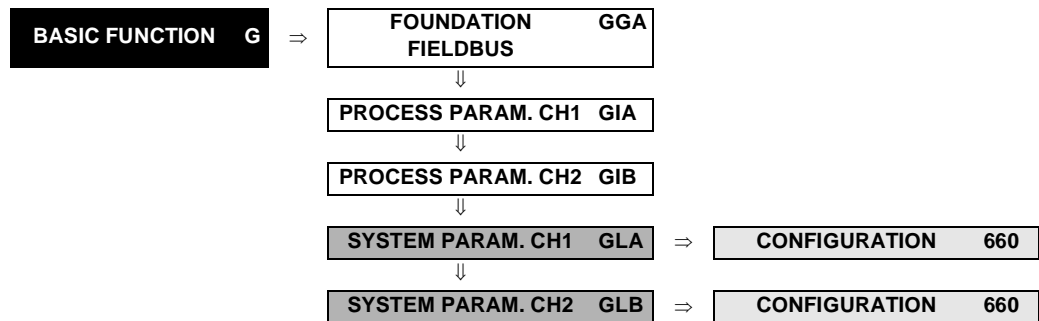 BASIC FUNCTION G ⇒ FOUNDATION GGA
FIELDBUS
⇓
PROCESS PARAM. CH1 GIA
⇓
PROCESS PARAM. CH2 GIB
⇓
SYSTEM PARAM. CH1 GLA ⇒ CONFIGURATION 660
⇓
SYSTEM PARAM. CH2 GLB ⇒ CONFIGURATION 660